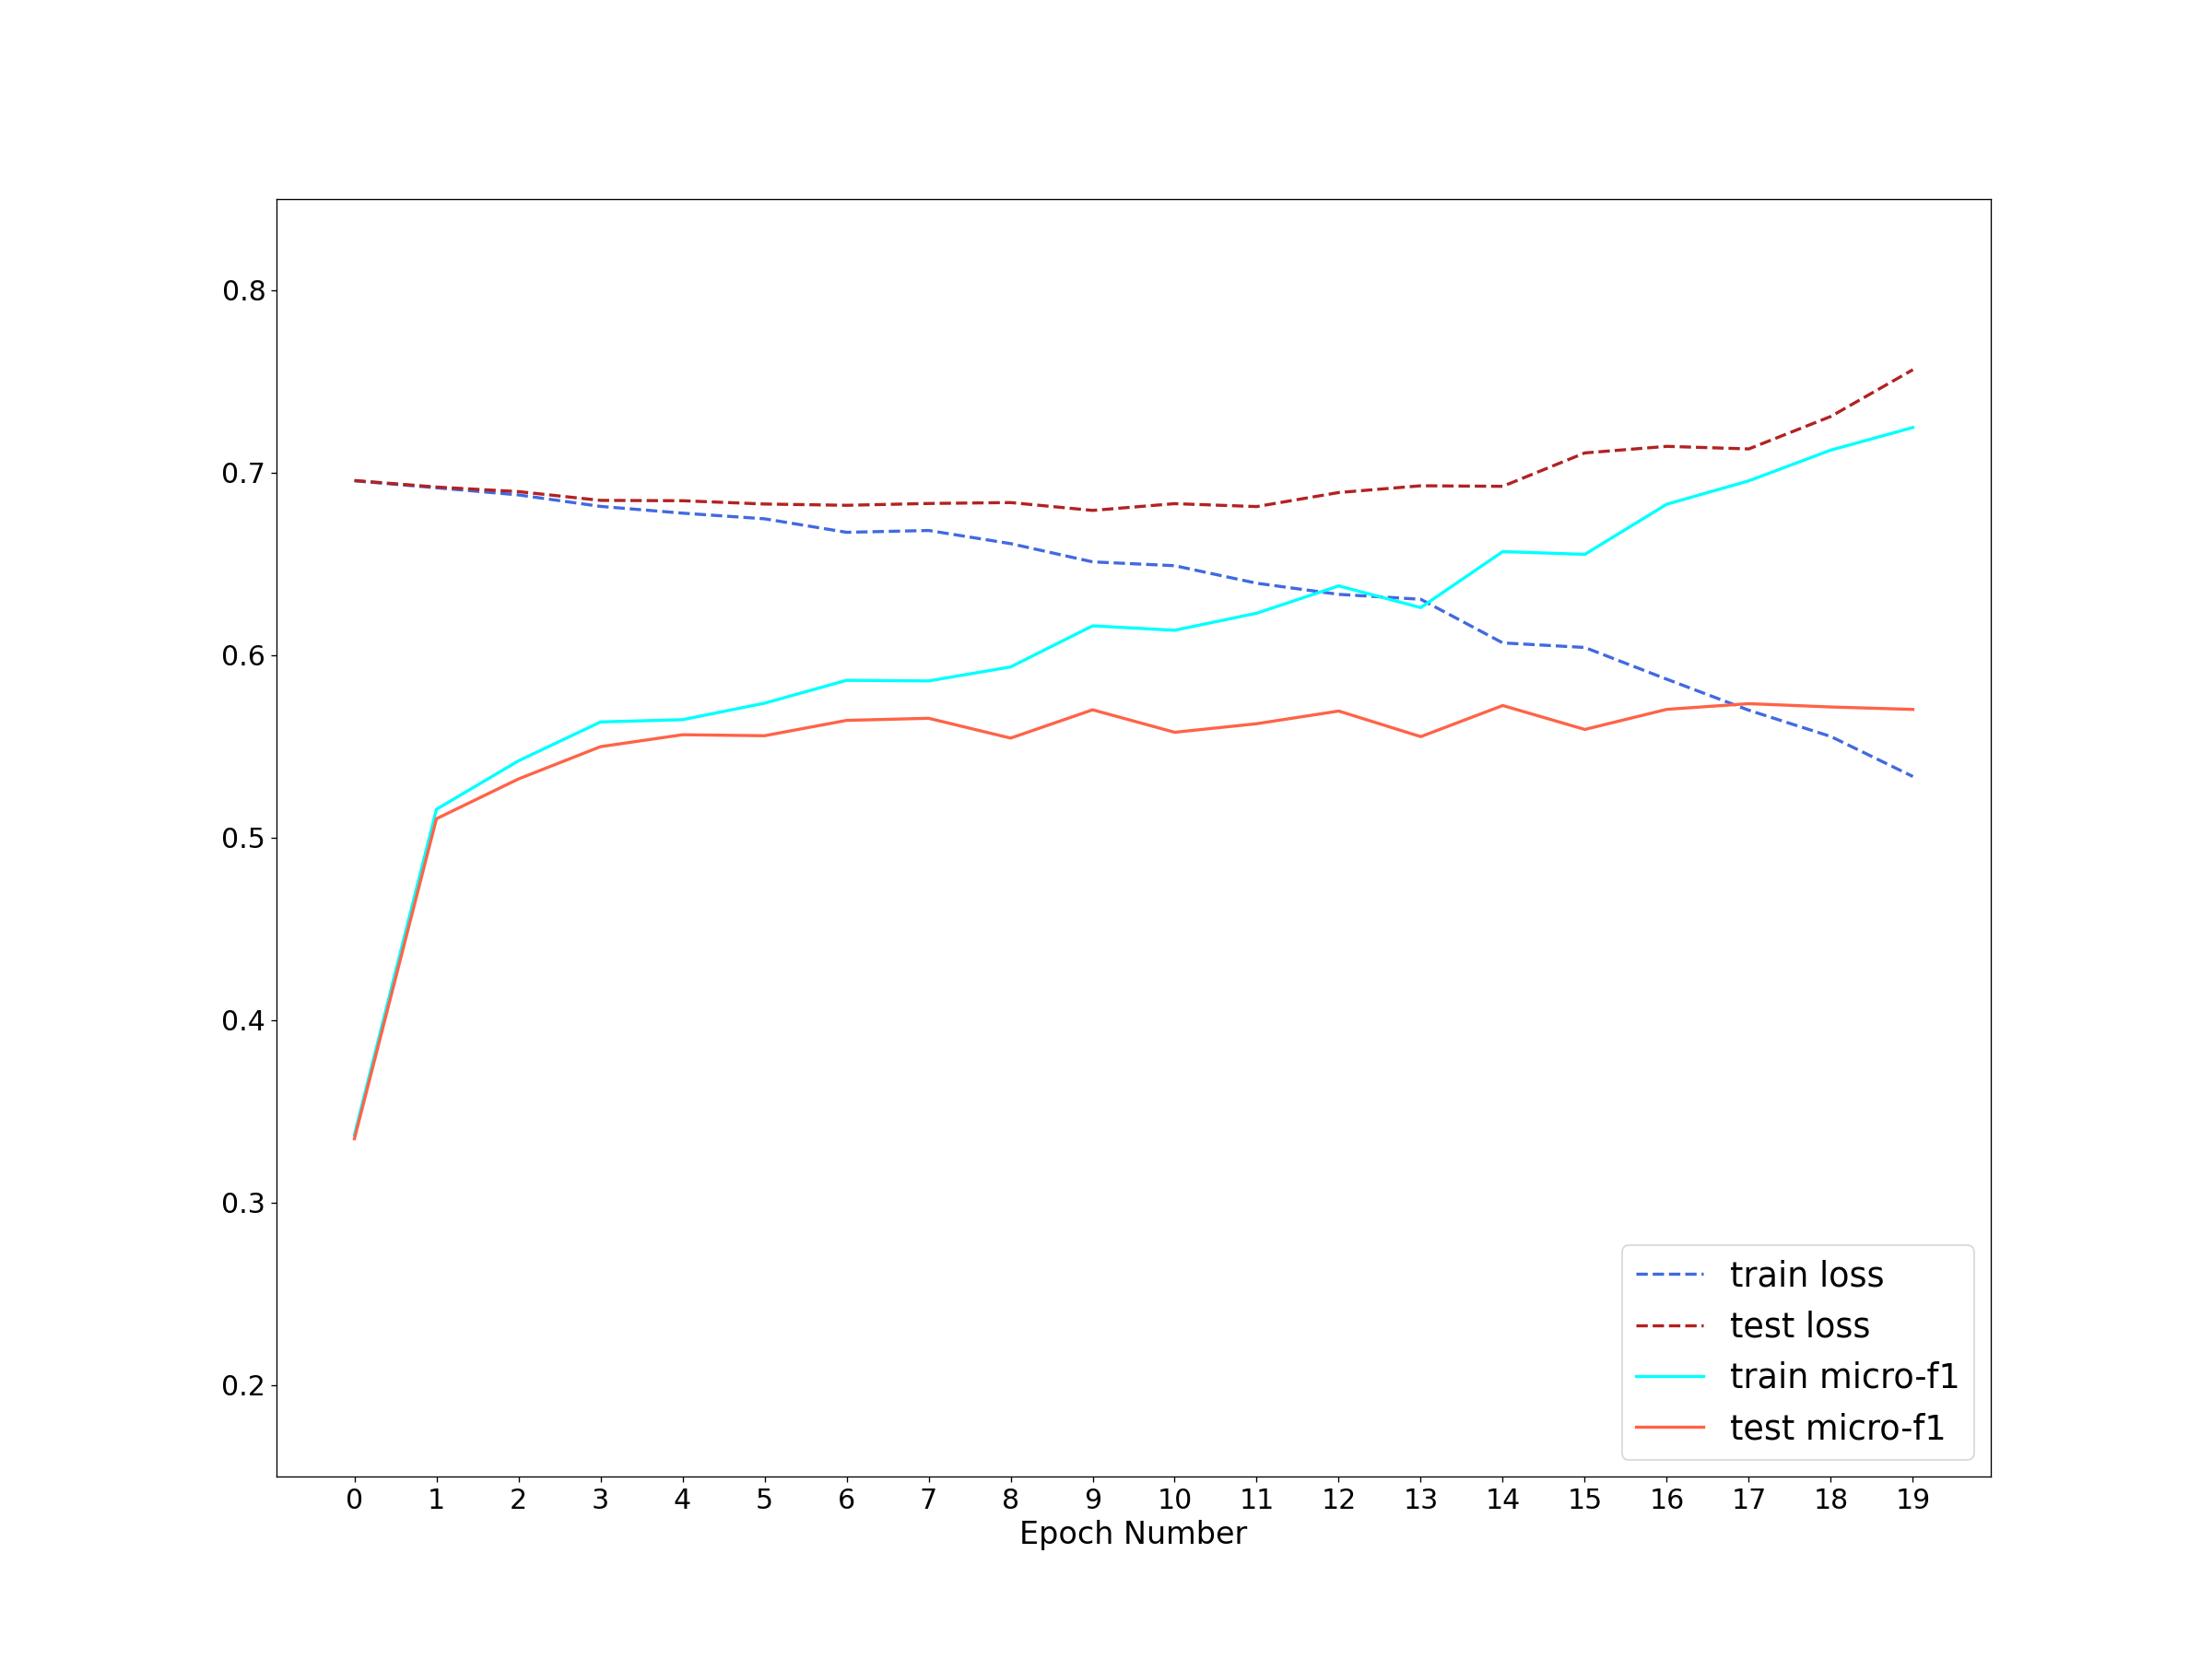 0.8
0.7
0.6
0.5
0.4
0.3
0.2
train loss
test loss
train micro-f1
test micro-f1
0 1 2 3 4 5 6 7 8 9 10 11 12 13 14 15 16 17 18 19
Epoch Number